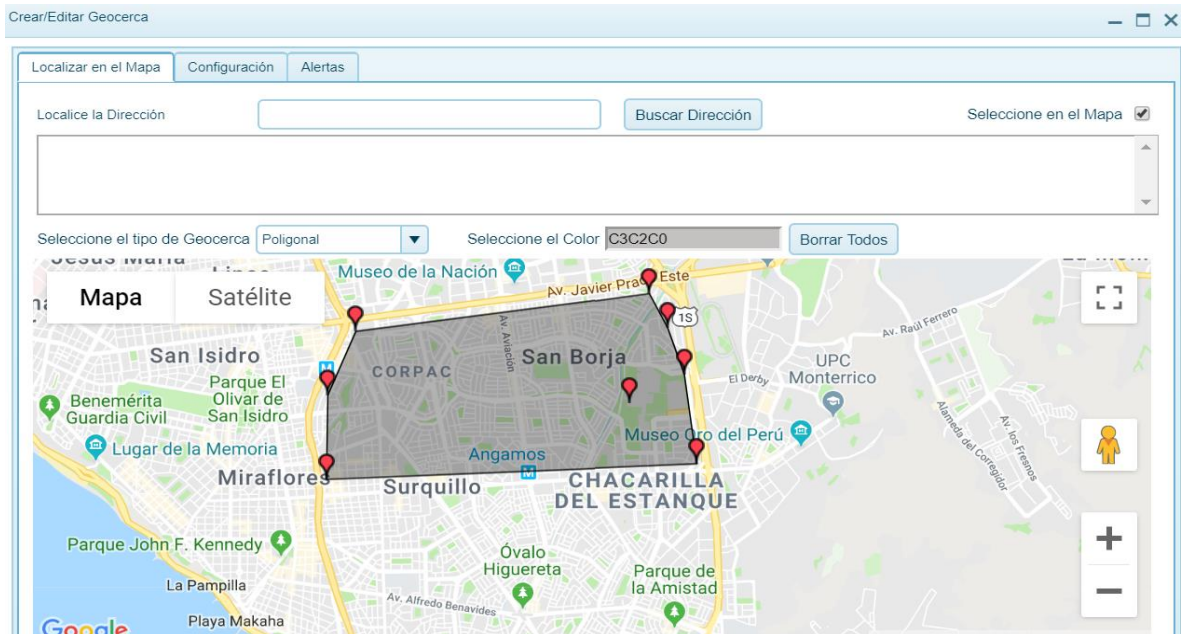 Crear/Editar Geocerca
Localizar en el Mapa
Configuración
Alertas
Localice la Dirección
Buscar Dirección
Seleccione en el Mapa
Seleccione el tipo de Geocerca
Poligonal
Seleccione el Color
C3C2C0
Borrar Todos
Mapa
Satélite
Museo de la Nación
Av. Javier Prado Este
1S
Av. Raúl Ferrero
San Isidro
CORPAC
Av. Aviación
San Borja
UPC
Monterrico
El Derby
Parque El
Olivar de
San Isidro
Benemérita
Guardia Civil
Lugar de la Memoria
Museo Oro del Perú
Alameda del Corregidor
Av. los Fresnos
Angamos
Miraflores
Surquillo
CHACARILLA
DEL ESTANQUE
Parque John F. Kennedy
Óvalo
Higuereta
Parque de
la Amistad
La Pampilla
Av. Alfredo Benavides
Playa Makaha
Google